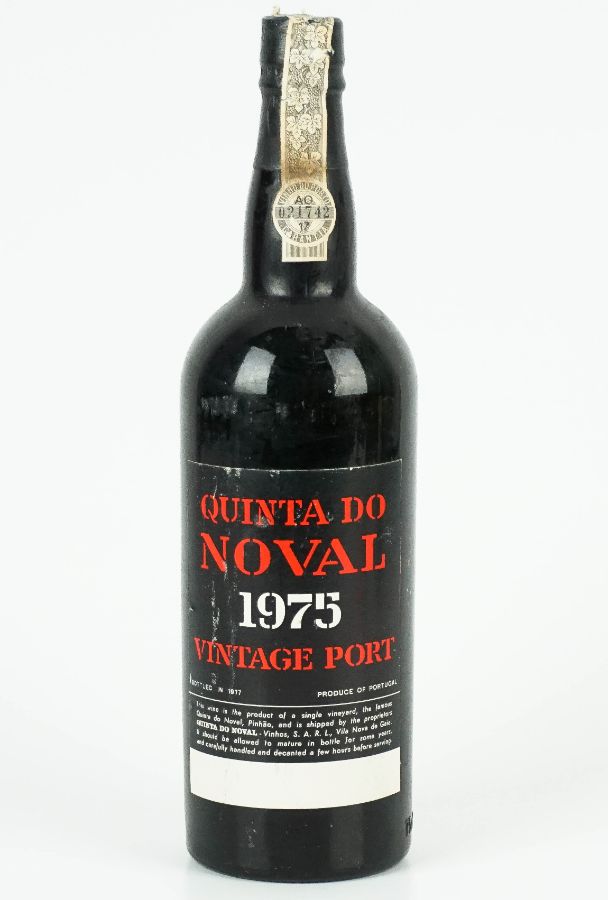 AO
021742
17
QUINTA DO
NOVAL
1975
VINTAGE PORT
BOTTLED IN 1977 PRODUCE OF PORTUGAL
This wine is the product of a single vineyard, the famous
Quinta do Noval, Pinhão, and is shipped by the proprietors
QUINTA DO NOVAL - Vinhos, S. A. R. L., Vila Nova de Gaia.
It should be allowed to mature in bottle for some years,
and carefully handled and decanted a few hours before serving.